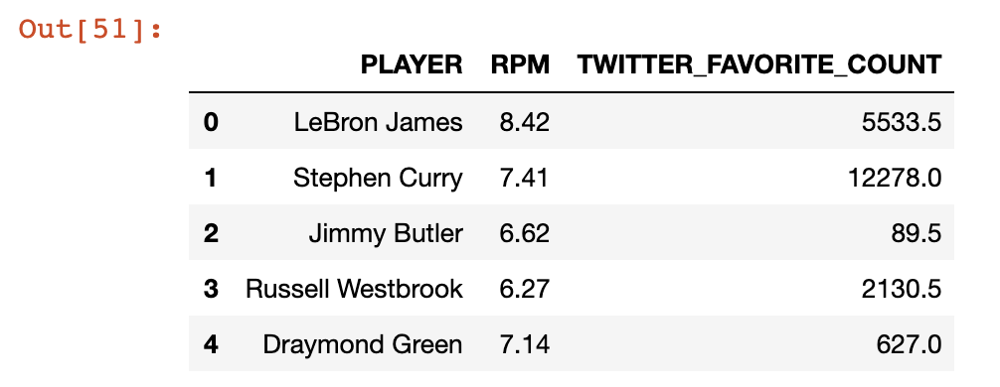 Out[51]:
PLAYER RPM TWITTER_FAVORITE_COUNT
0 LeBron James 8.42 5533.5
1 Stephen Curry 7.41 12278.0
2 Jimmy Butler 6.62 89.5
3 Russell Westbrook 6.27 2130.5
4 Draymond Green 7.14 627.0